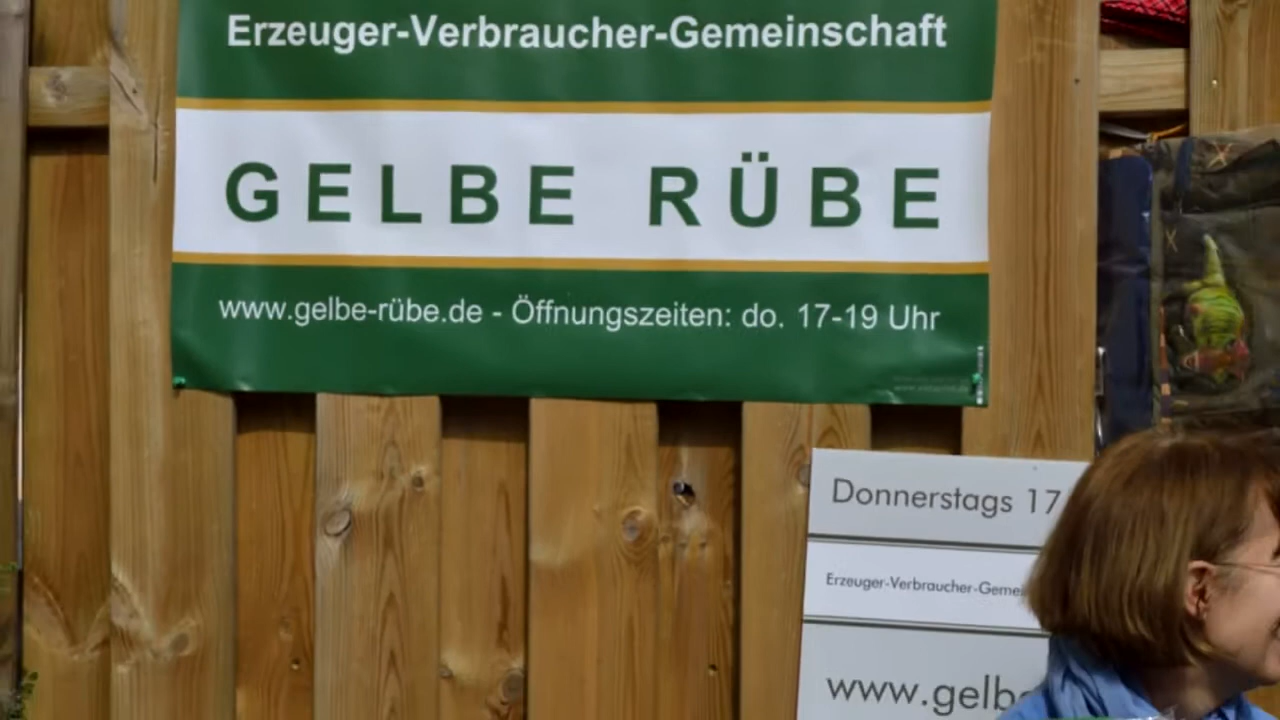 Erzeuger-Verbraucher-Gemeinschaft
GELBE RÜBE
www.gelbe-rübe.de - Öffnungszeiten: do. 17-19 Uhr
Donnerstags 17
Erzeuger-Verbraucher-Gemei
www.gelb